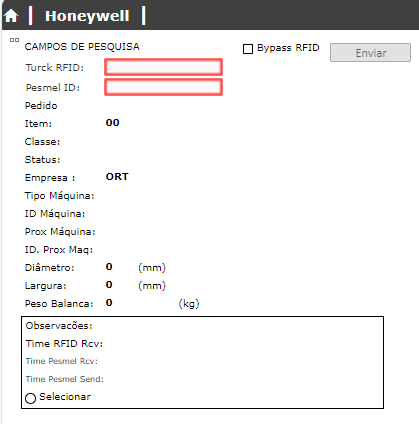 Honeywell
CAMPOS DE PESQUISA
Bypass RFID
Enviar
Turck RFID:
Pesmel ID:
Pedido
Item: 00
Classe:
Status:
Empresa : ORT
Tipo Máquina:
ID Máquina:
Prox Máquina:
ID. Prox Maq:
Diâmetro: 0 (mm)
Largura: 0 (mm)
Peso Balanca: 0 (kg)
Observacões:
Time RFID Rcv:
Time Pesmel Rcv:
Time Pesmel Send:
Selecionar